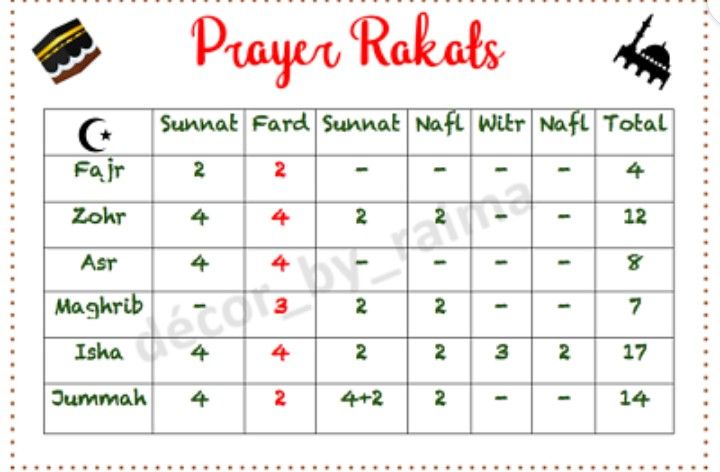 Prayer Rakats
Sunnat Fard Sunnat Nafl Witr Nafl Total
Fajr 2 2 - - - - 4
Zohr 4 4 2 2 - - 12
Asr 4 4 - - - - 8
Maghrib - 3 2 2 - - 7
Isha 4 4 2 2 3 2 17
Jummah 4 2 4+2 2 - - 14
décor_by_raima